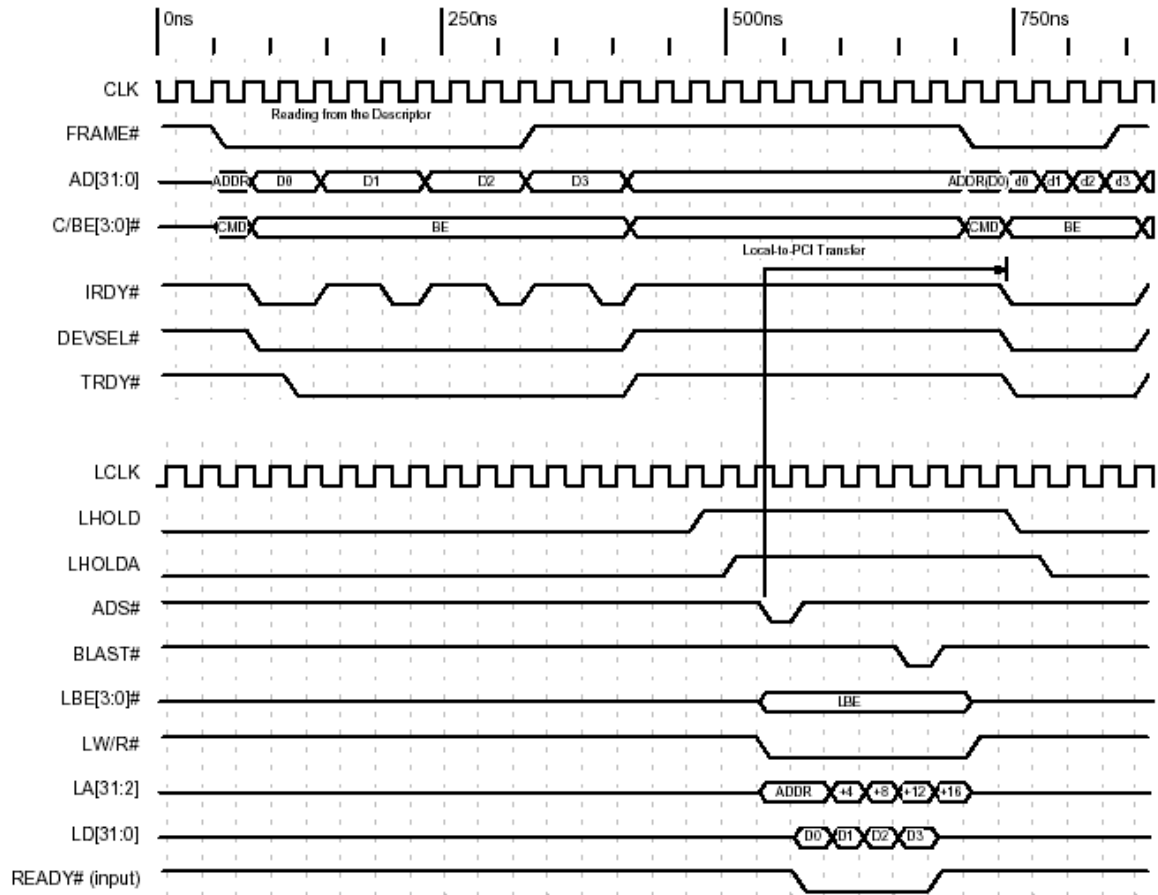 0ns 250ns 500ns 750ns
CLK
Reading from the Descriptor
FRAME#
AD[31:0] ADDR D0 D1 D2 D3 ADDR(D0) d0 d1 d2 d3
C/BE[3:0]# CMD BE CMD BE
Local-to-PCI Transfer
IRDY#
DEVSEL#
TRDY#
LCLK
LHOLD
LHOLDA
ADS#
BLAST#
LBE[3:0]# LBE
LW/R#
LA[31:2] ADDR +4 +8 +12 +16
LD[31:0] D0 D1 D2 D3
READY# (input)